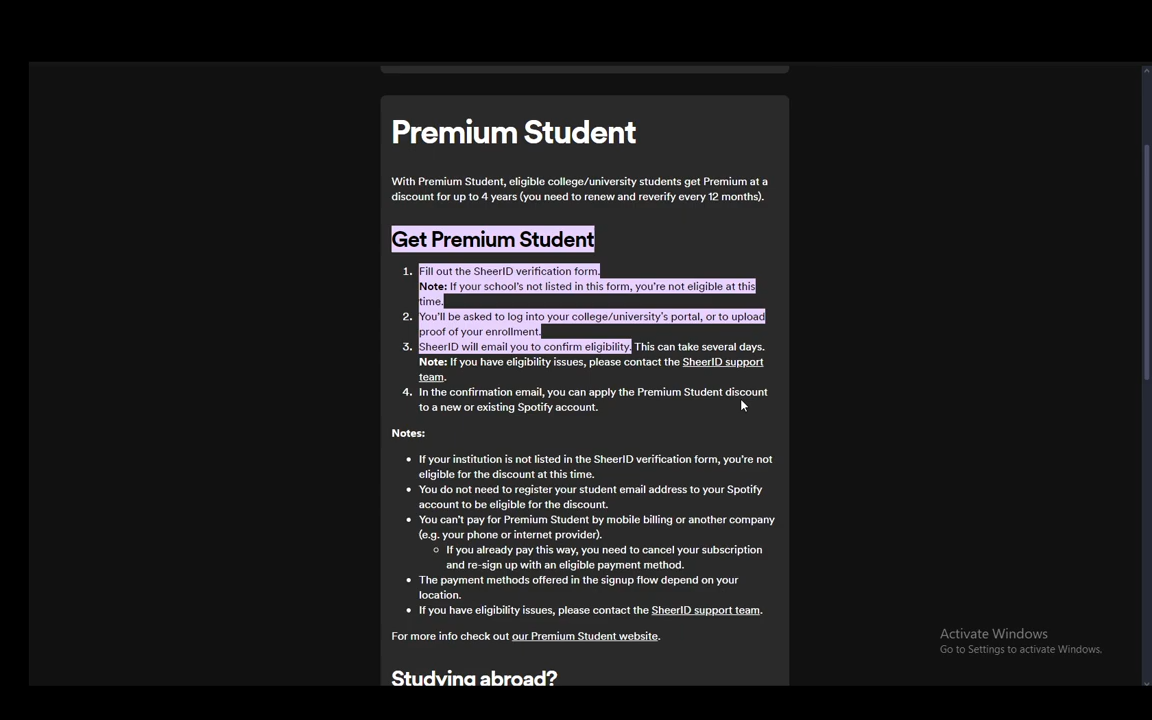 Premium Student
With Premium Student, eligible college/university students get Premium at a
discount for up to 4 years (you need to renew and reverify every 12 months).
Get Premium Student
1. Fill out the SheerID verification form.
Note: If your school's not listed in this form, you're not eligible at this
time.
2. You'll be asked to log into your college/university's portal, or to upload
proof of your enrollment.
3. SheerID will email you to confirm eligibility. This can take several days.
Note: If you have eligibility issues, please contact the SheerID support
team.
4. In the confirmation email, you can apply the Premium Student discount
to a new or existing Spotify account.
Notes:
• If your institution is not listed in the SheerID verification form, you're not
eligible for the discount at this time.
• You do not need to register your student email address to your Spotify
account to be eligible for the discount.
• You can't pay for Premium Student by mobile billing or another company
(e.g. your phone or internet provider).
○ If you already pay this way, you need to cancel your subscription
and re-sign up with an eligible payment method.
• The payment methods offered in the signup flow depend on your
location.
• If you have eligibility issues, please contact the SheerID support team.
For more info check out our Premium Student website.
Studying abroad?
Activate Windows
Go to Settings to activate Windows.